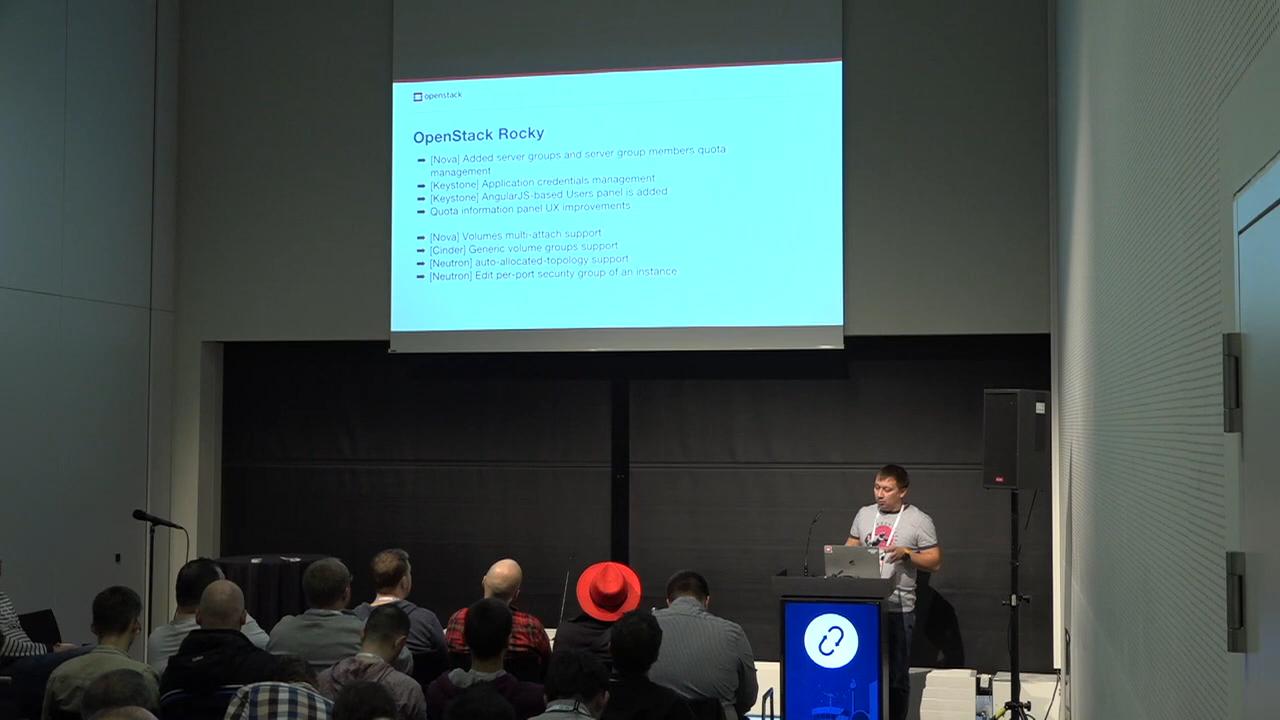 openstack
OpenStack Rocky
[Nova] Added server groups and server group members quota
management
[Keystone] Application credentials management
[Keystone] AngularJS-based Users panel is added
Quota information panel UX improvements
[Nova] Volumes multi-attach support
[Cinder] Generic volume groups support
[Neutron] auto-allocated-topology support
[Neutron] Edit per-port security group of an instance